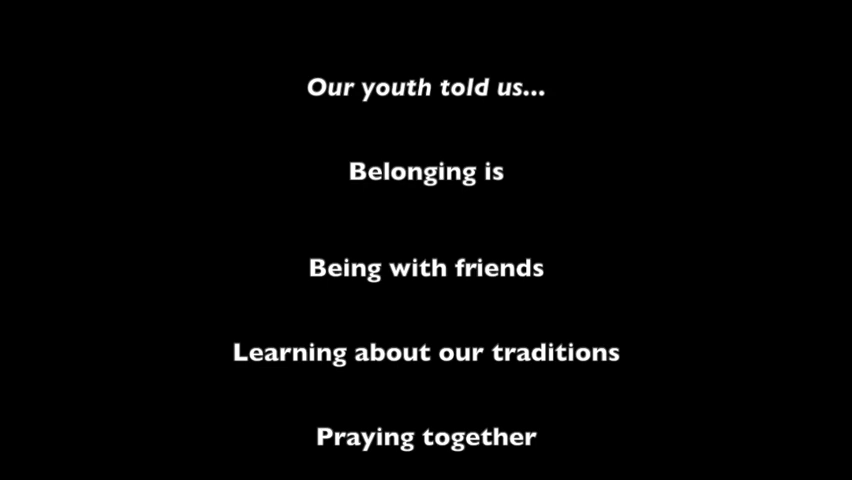 Our youth told us...
Belonging is
Being with friends
Learning about our traditions
Praying together